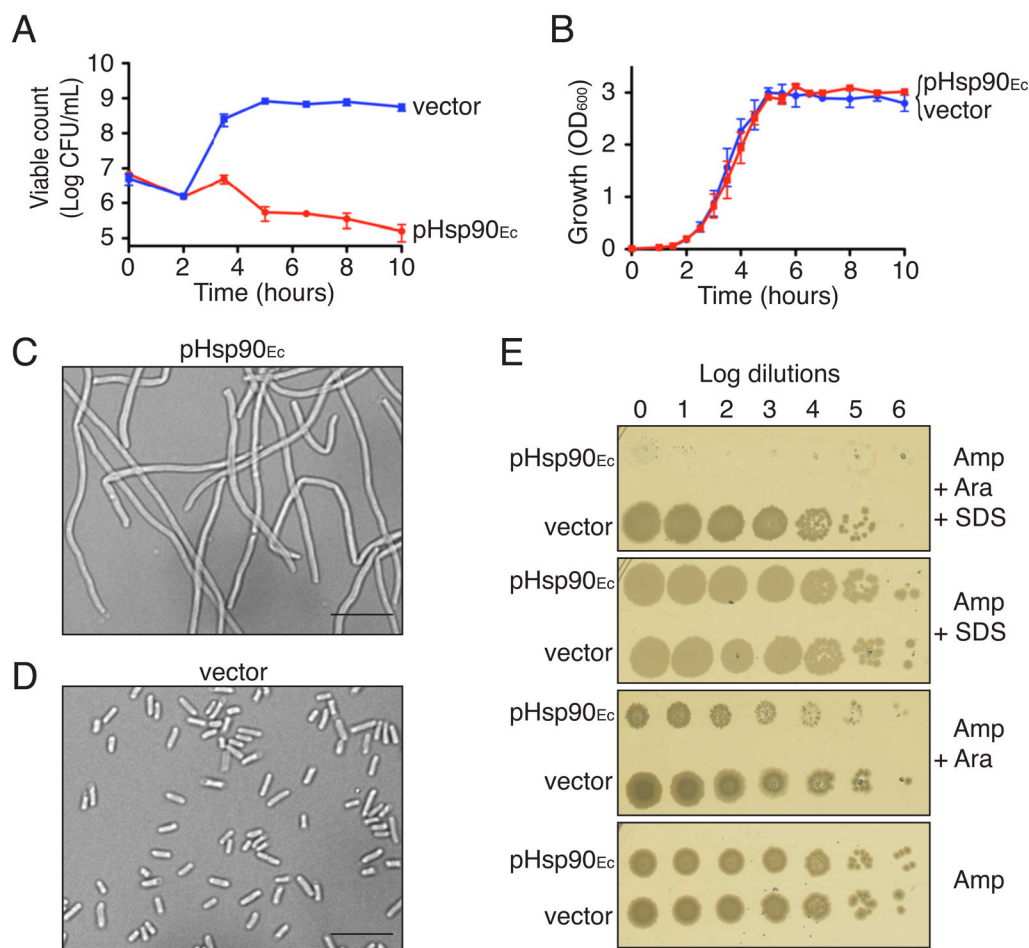 A
Viable count
(Log CFU/mL)
10
9
8
7
6
5
0 2 4 6 8 10
Time (hours)
vector
pHsp90Ec
B
Growth (OD600)
3
2
1
0
0 2 4 6 8 10
Time (hours)
pHsp90Ec
vector
C
pHsp90Ec
D
vector
E
Log dilutions
0 1 2 3 4 5 6
pHsp90Ec
vector
Amp
+ Ara
+ SDS
pHsp90Ec
vector
Amp
+ SDS
pHsp90Ec
vector
Amp
+ Ara
pHsp90Ec
vector
Amp